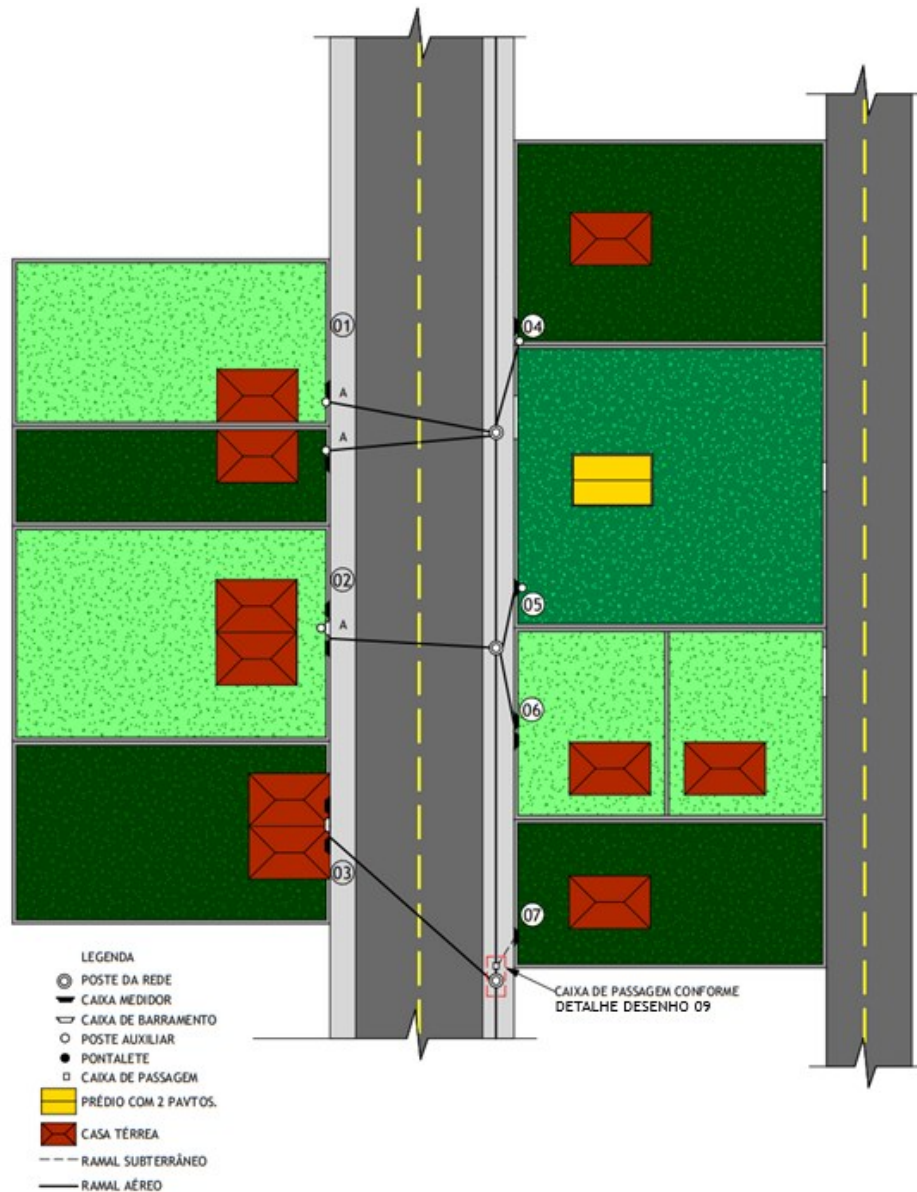 01
04
A
A
02
05
A
06
03
07
CAIXA DE PASSAGEM CONFORME
DETALHE DESENHO 09
LEGENDA
POSTE DA REDE
CAIXA MEDIDOR
CAIXA DE BARRAMENTO
POSTE AUXILIAR
PONTALETE
CAIXA DE PASSAGEM
PRÉDIO COM 2 PAVTOS.
CASA TÉRREA
RAMAL SUBTERRÂNEO
RAMAL AÉREO